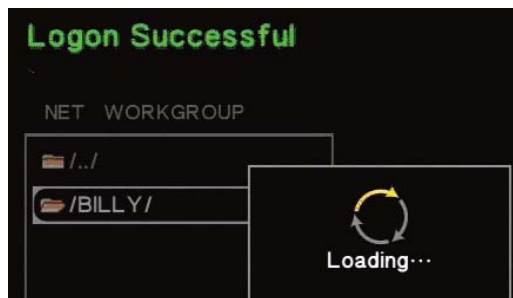 Logon Successful
NET WORKGROUP
/../
/BILLY/
Loading...